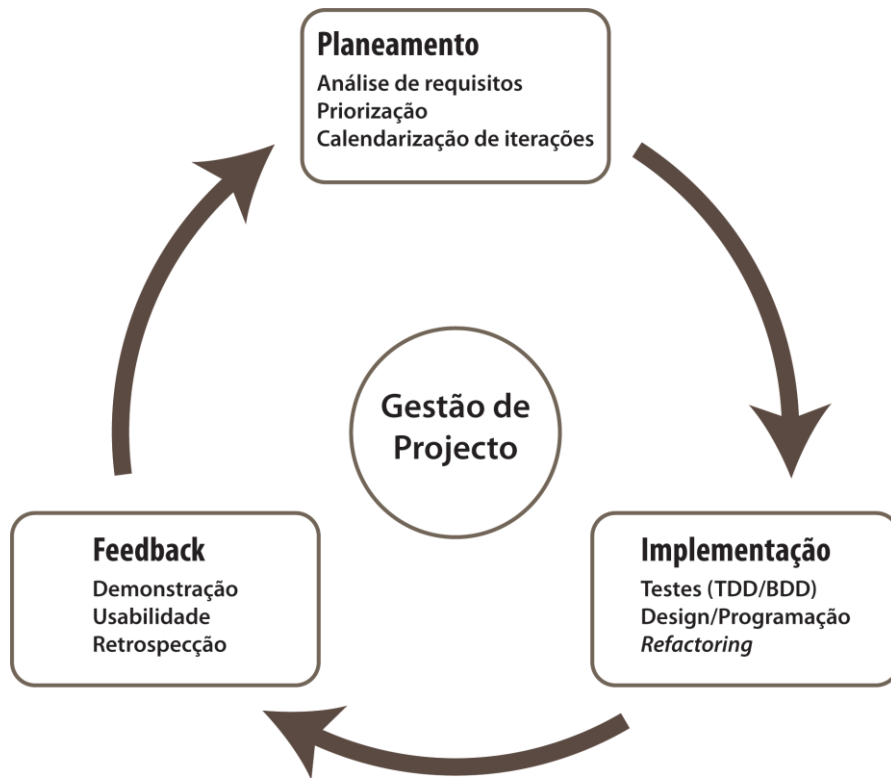 Planeamento
Análise de requisitos
Priorização
Calendarização de iterações
Gestão de
Projecto
Feedback
Demonstração
Usabilidade
Retrospecção
Implementação
Testes (TDD/BDD)
Design/Programação
Refactoring